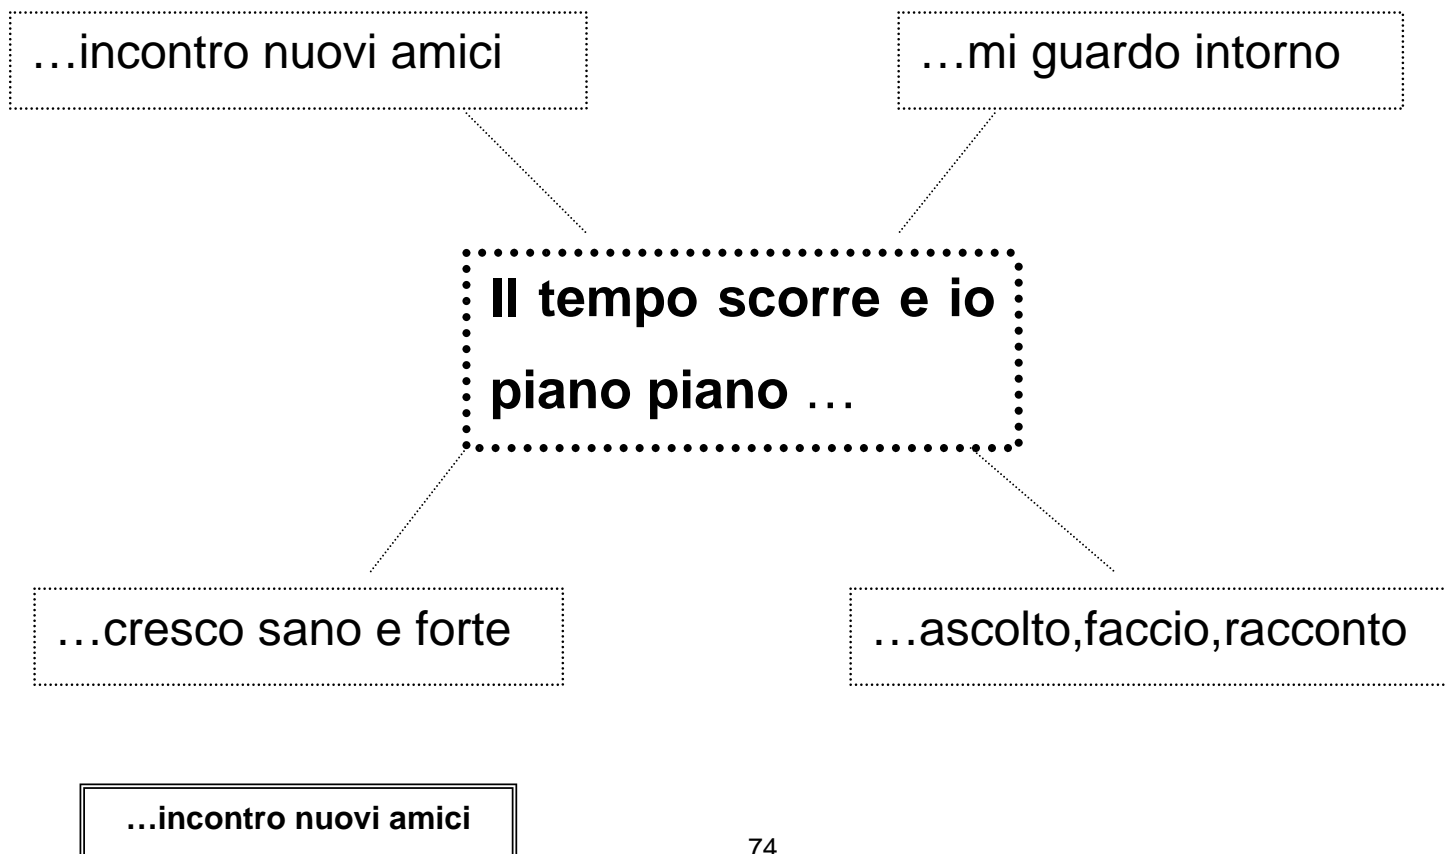 …incontro nuovi amici
…mi guardo intorno
Il tempo scorre e io
piano piano …
…cresco sano e forte
…ascolto,faccio,racconto
…incontro nuovi amici
74